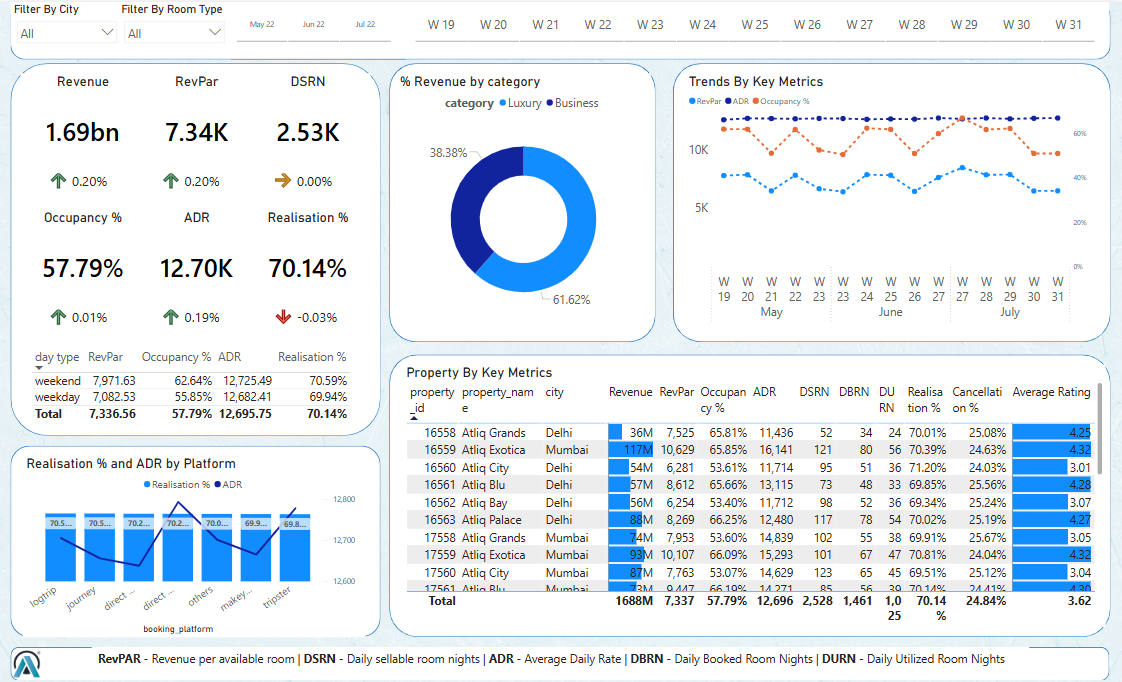 Filter By City
Filter By Room Type
All
All
May 22 Jun 22 Jul 22
W 19 W 20 W 21 W 22 W 23 W 24 W 25 W 26 W 27 W 28 W 29 W 30 W 31
Revenue RevPar DSRN
1.69bn 7.34K 2.53K
0.20% 0.20% 0.00%
Occupancy % ADR Realisation %
57.79% 12.70K 70.14%
0.01% 0.19% -0.03%
day type RevPar Occupancy % ADR Realisation %
weekend 7,971.63 62.64% 12,725.49 70.59%
weekday 7,082.53 55.85% 12,682.41 69.94%
Total 7,336.56 57.79% 12,695.75 70.14%
% Revenue by category
category Luxury Business
38.38%
61.62%
Trends By Key Metrics
RevPar ADR Occupancy %
60%
10K
40%
5K
20%
0%
W W W W W W W W W W W W W W W
19 20 21 22 23 23 24 25 26 27 27 28 29 30 31
May June July
Realisation % and ADR by Platform
Realisation % ADR
12,800
70.5... 70.5... 70.2... 70.2... 70.0... 69.9... 69.8...
12,700
12,600
logtrip journey direct ... direct ... others makey... tripster
booking_platform
Property By Key Metrics
property property_nam city Revenue RevPar Occupan ADR DSRN DBRN DU Realisa Cancellati Average Rating
_id e cy % RN tion % on %
16558 Atliq Grands Delhi 36M 7,525 65.81% 11,436 52 34 24 70.01% 25.08% 4.25
16559 Atliq Exotica Mumbai 117M 10,629 65.85% 16,141 121 80 56 70.39% 24.63% 4.32
16560 Atliq City Delhi 54M 6,281 53.61% 11,714 95 51 36 71.20% 24.03% 3.01
16561 Atliq Blu Delhi 57M 8,612 65.66% 13,115 73 48 33 69.85% 25.56% 4.28
16562 Atliq Bay Delhi 56M 6,254 53.40% 11,712 98 52 36 69.34% 25.24% 3.07
16563 Atliq Palace Delhi 88M 8,269 66.25% 12,480 117 78 54 70.02% 25.19% 4.27
17558 Atliq Grands Mumbai 74M 7,953 53.60% 14,839 102 55 38 69.91% 25.67% 3.05
17559 Atliq Exotica Mumbai 93M 10,107 66.09% 15,293 101 67 47 70.81% 24.04% 4.32
17560 Atliq City Mumbai 87M 7,763 53.07% 14,629 123 65 45 69.51% 25.12% 3.04
17561 Atliq Blu Mumbai 73M 9,447 66.19% 14,271 85 56 39 70.14% 24.41% 4.30
Total 1688M 7,337 57.79% 12,696 2,528 1,461 1,0 70.14 24.84% 3.62
25 %
RevPAR - Revenue per available room | DSRN - Daily sellable room nights | ADR - Average Daily Rate | DBRN - Daily Booked Room Nights | DURN - Daily Utilized Room Nights